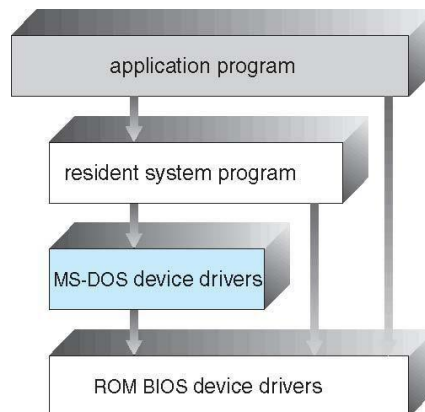 application program
resident system program
MS-DOS device drivers
ROM BIOS device drivers